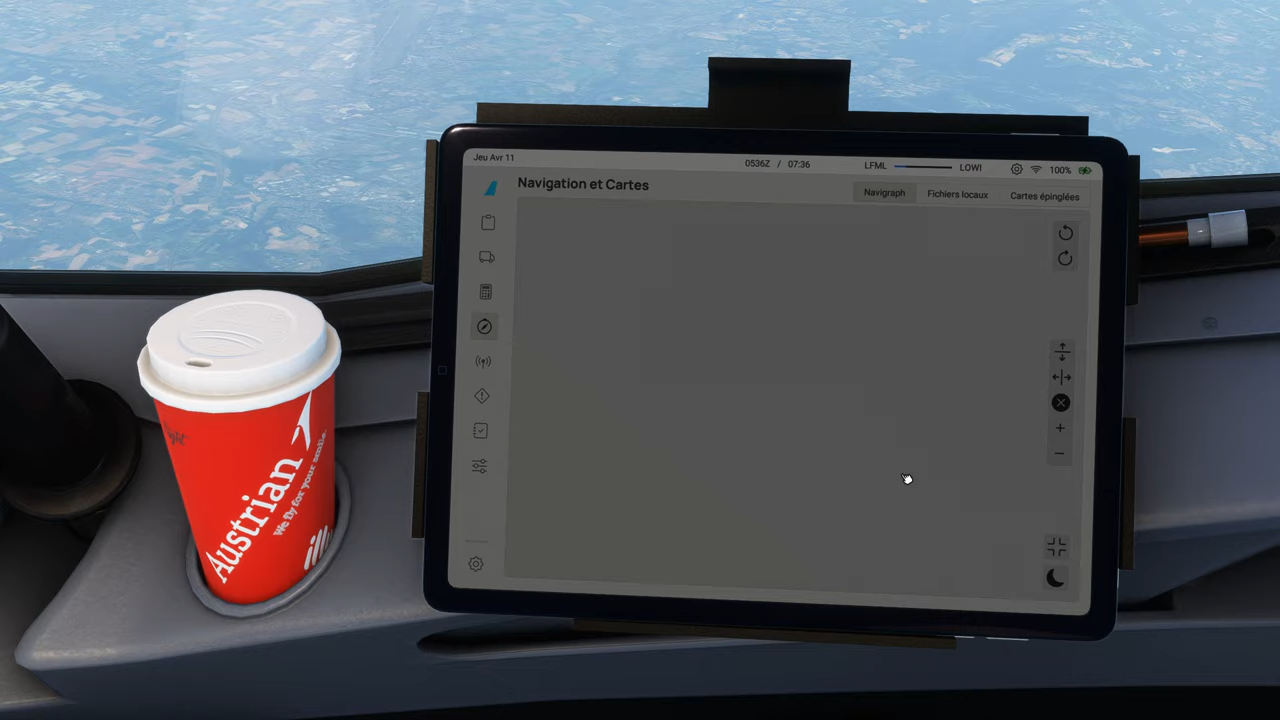 Jeu Avr 11
0536Z / 07:36
LFML
LOWI
100%
Navigation et Cartes
Navigraph
Fichiers locaux
Cartes épinglées
Austrian
We fly for your smile.